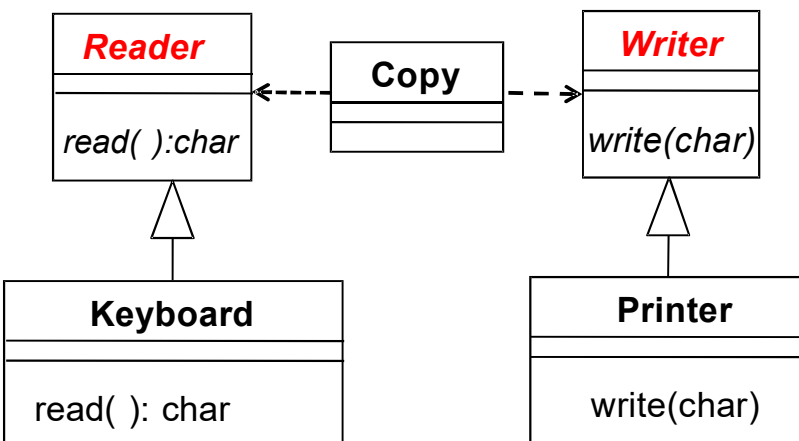 Reader
Copy
Writer
read( ):char
write(char)
Keyboard
Printer
read( ): char
write(char)